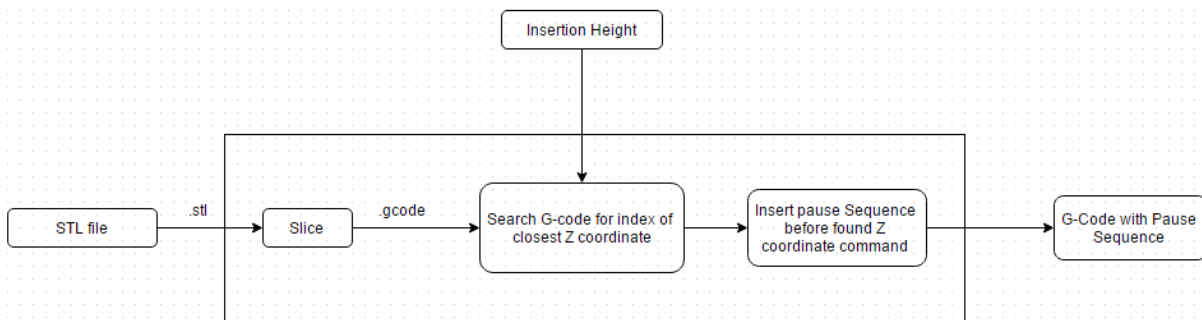 Insertion Height
STL file
.stl
Slice
.gcode
Search G-code for index of
closest Z coordinate
Insert pause Sequence
before found Z
coordinate command
G-Code with Pause
Sequence